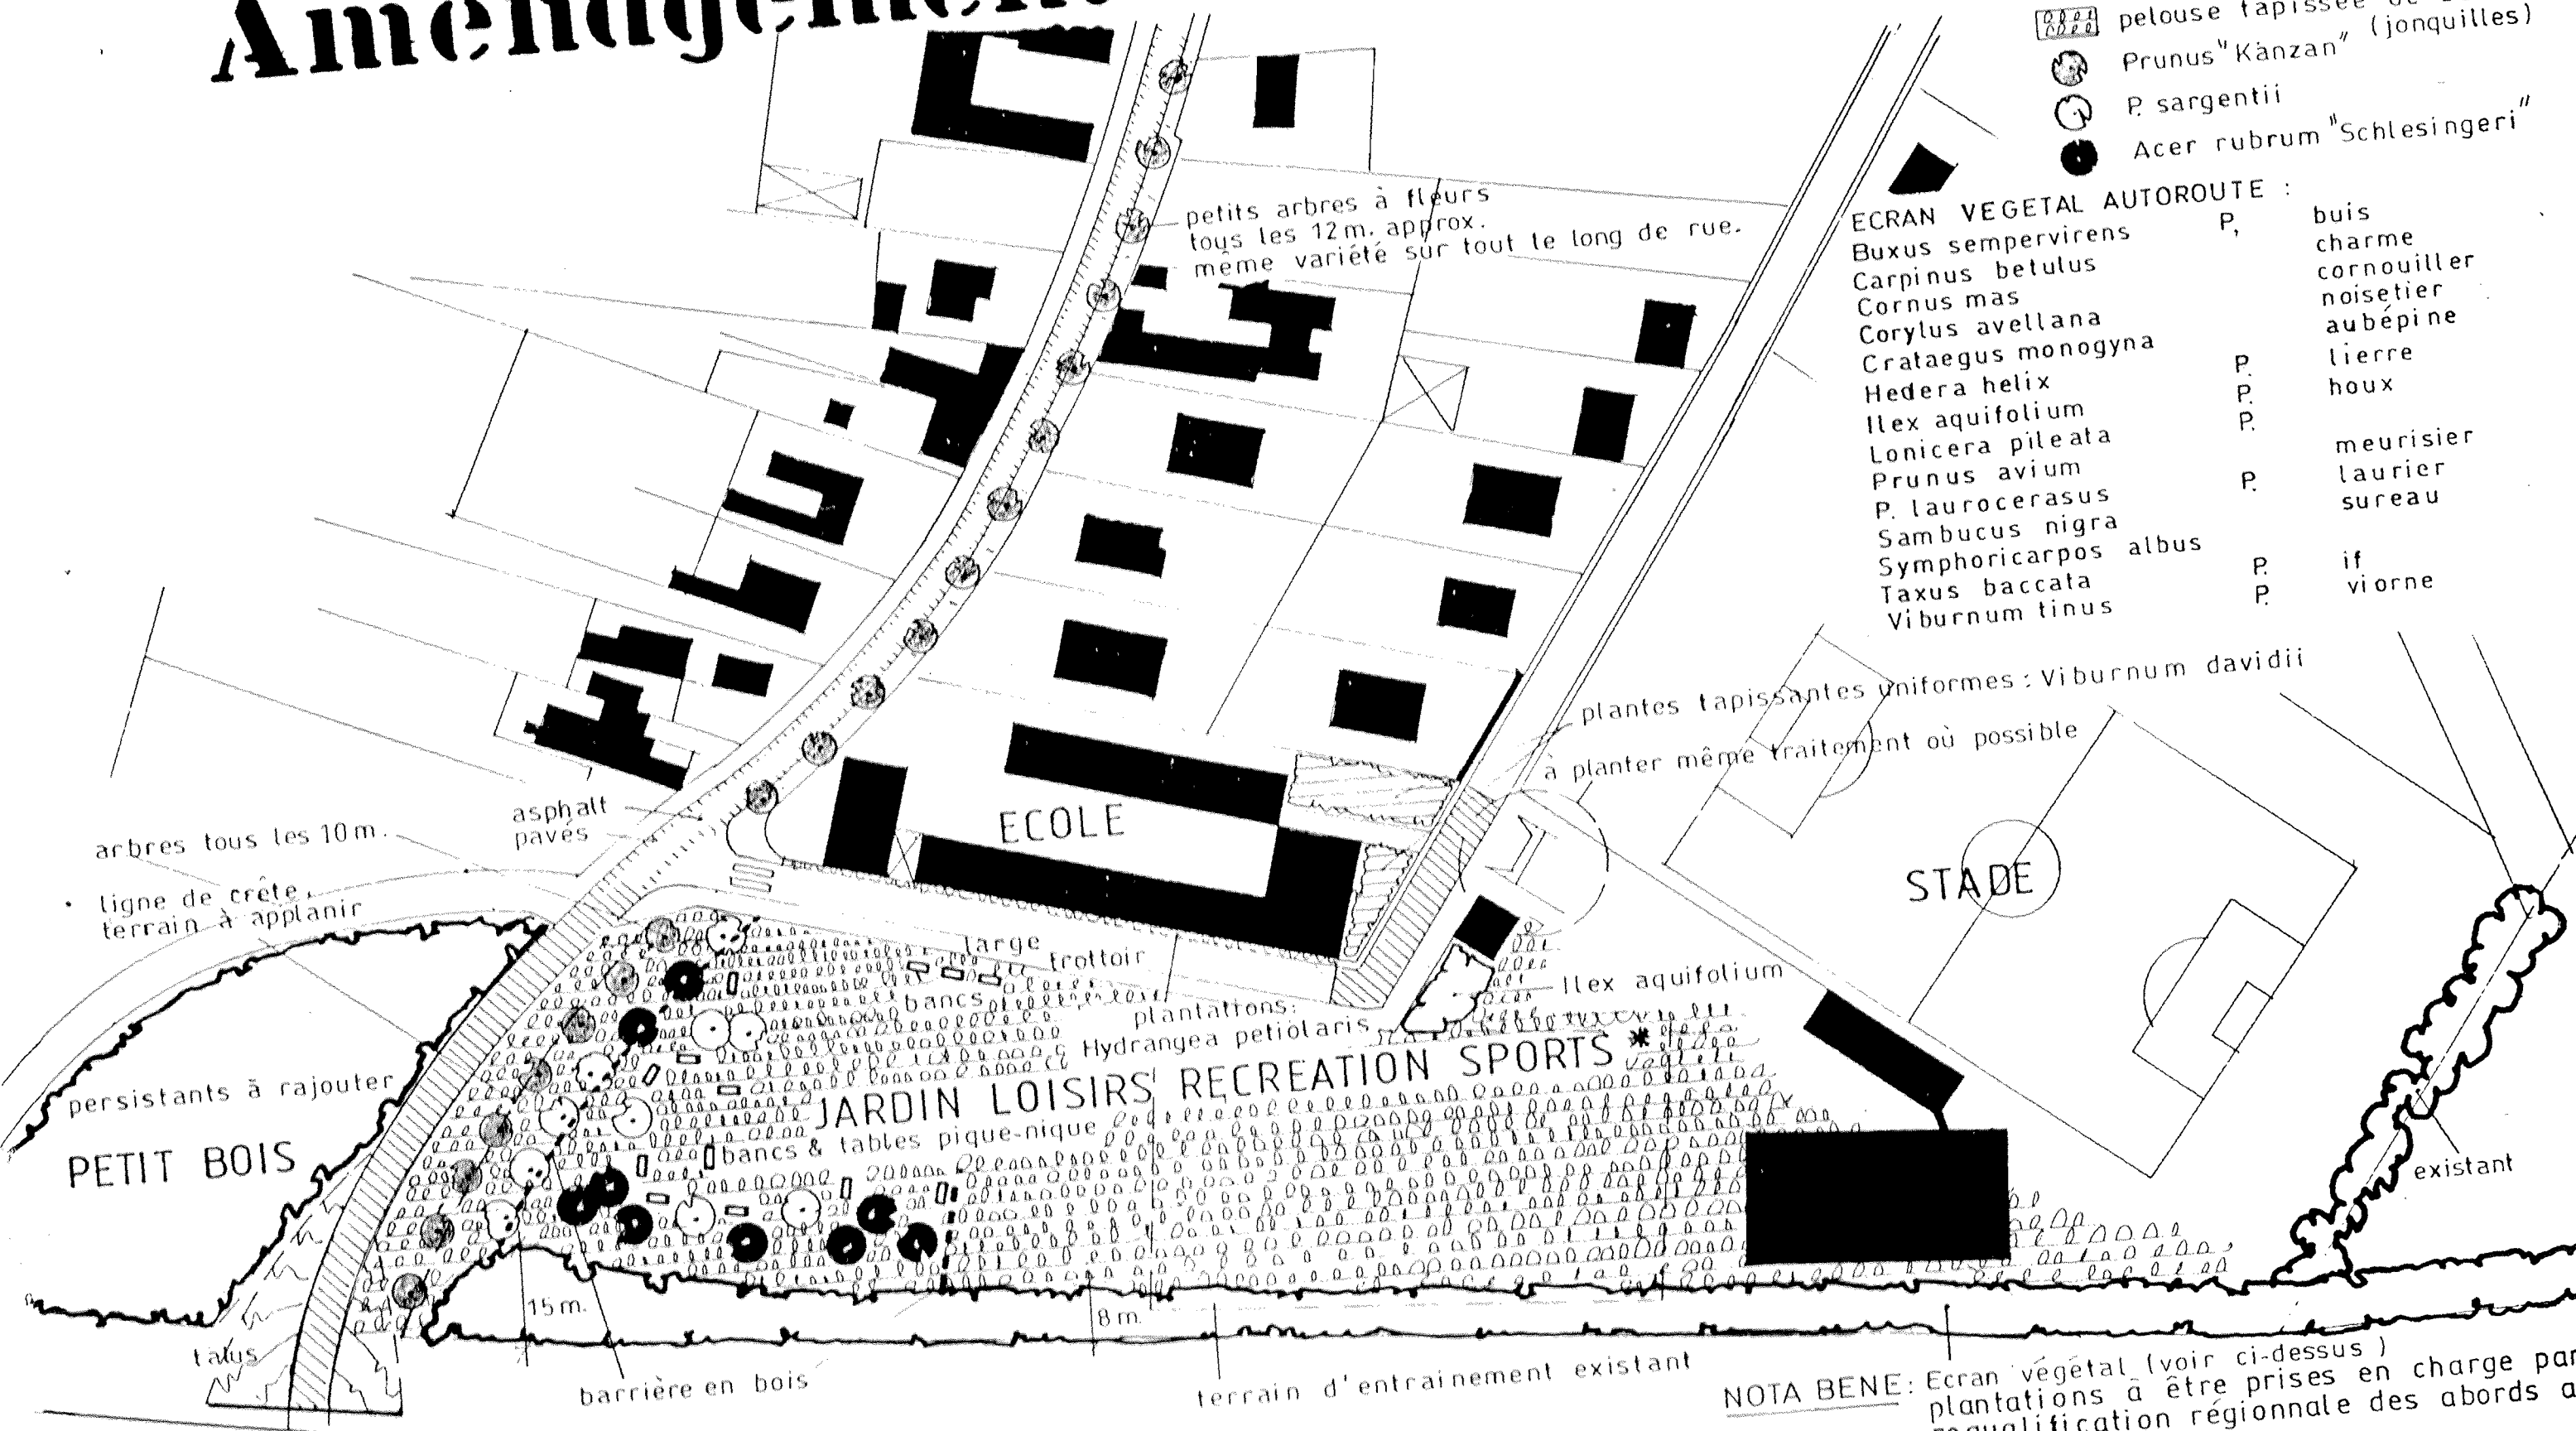 Aménagement
pelouse tapissée
(jonquilles)
Prunus "Kanzan"
P. sargentii
Acer rubrum "Schlesingeri"
ECRAN VEGETAL AUTOROUTE :
Buxus sempervirens P, buis
Carpinus betulus charme
Cornus mas cornouiller
Corylus avellana noisetier
Crataegus monogyna aubépine
Hedera helix P. lierre
Ilex aquifolium P. houx
Lonicera pileata P.
Prunus avium meurisier
P. laurocerasus P. laurier
Sambucus nigra sureau
Symphoricarpos albus
Taxus baccata P. if
Viburnum tinus P. viorne
petits arbres à fleurs
tous les 12m. approx.
même variété sur tout le long de rue.
plantes tapissantes uniformes : Viburnum davidii
à planter même traitement où possible
asphalt
pavés
arbres tous les 10 m.
ligne de crête,
terrain à applanir
ECOLE
STADE
large
trottoir
bancs
plantations:
Hydrangea petiolaris
Ilex aquifolium
JARDIN LOISIRS RECREATION SPORTS *
bancs & tables pique-nique
persistants à rajouter
PETIT BOIS
existant
talus
15m.
8m.
barrière en bois
terrain d'entrainement existant
NOTA BENE: Ecran végétal (voir ci-dessus)
plantations à être prises en charge par
requalification régionnale des abords